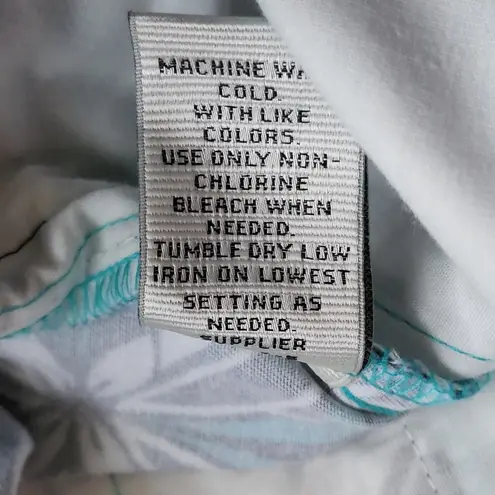 MACHINE WA
COLD.
WITH LIKE
COLORS.
USE ONLY NON-
CHLORINE
BLEACH WHEN
NEEDED.
TUMBLE DRY LOW
IRON ON LOWEST
SETTING AS
NEEDED.
SUPPLIER